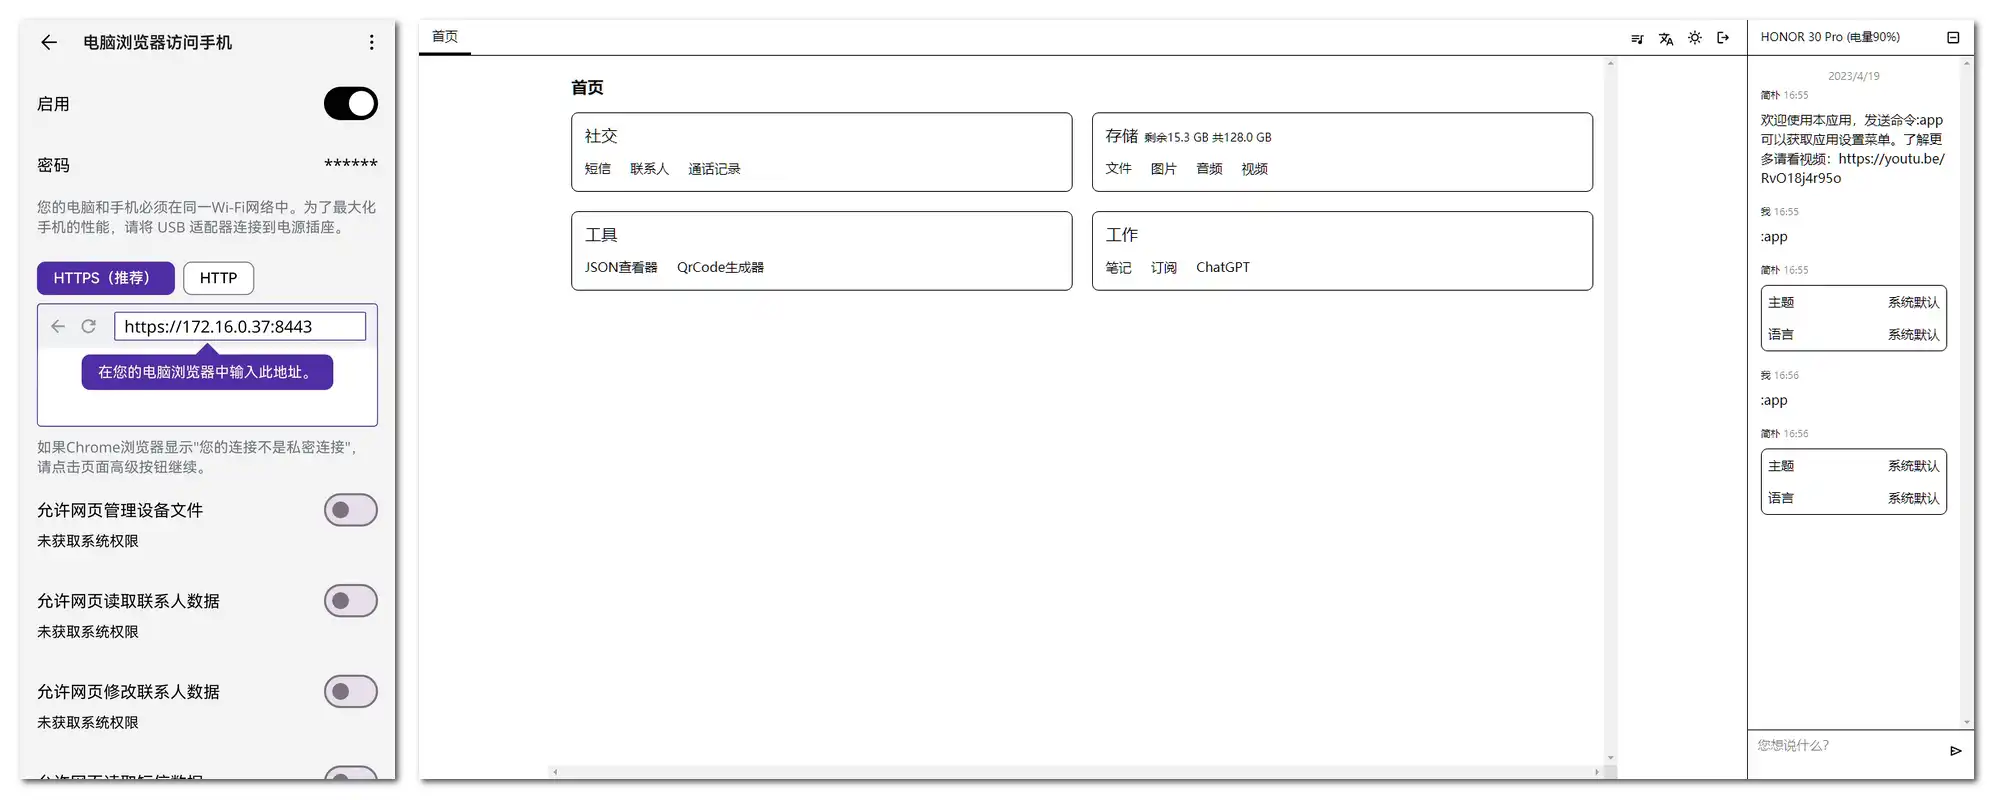 电脑浏览器访问手机
启用
密码
******
您的电脑和手机必须在同一Wi-Fi网络中。为了最大化
手机的性能，请将 USB 适配器连接到电源插座。
HTTPS（推荐）
HTTP
https://172.16.0.37:8443
在您的电脑浏览器中输入此地址。
如果Chrome浏览器显示"您的连接不是私密连接"，
请点击页面高级按钮继续。
允许网页管理设备文件
未获取系统权限
允许网页读取联系人数据
未获取系统权限
允许网页修改联系人数据
未获取系统权限
允许网页读取短信数据
首页
首页
社交
短信 联系人 通话记录
存储 剩余15.3 GB 共128.0 GB
文件 图片 音频 视频
工具
JSON查看器 QrCode生成器
工作
笔记 订阅 ChatGPT
HONOR 30 Pro (电量90%)
2023/4/19
简朴 16:55
欢迎使用本应用，发送命令:app
可以获取应用设置菜单。了解更
多请看视频：https://youtu.be/
RvO18j4r95o
我 16:55
:app
简朴 16:55
主题 系统默认
语言 系统默认
我 16:56
:app
简朴 16:56
主题 系统默认
语言 系统默认
您想说什么?